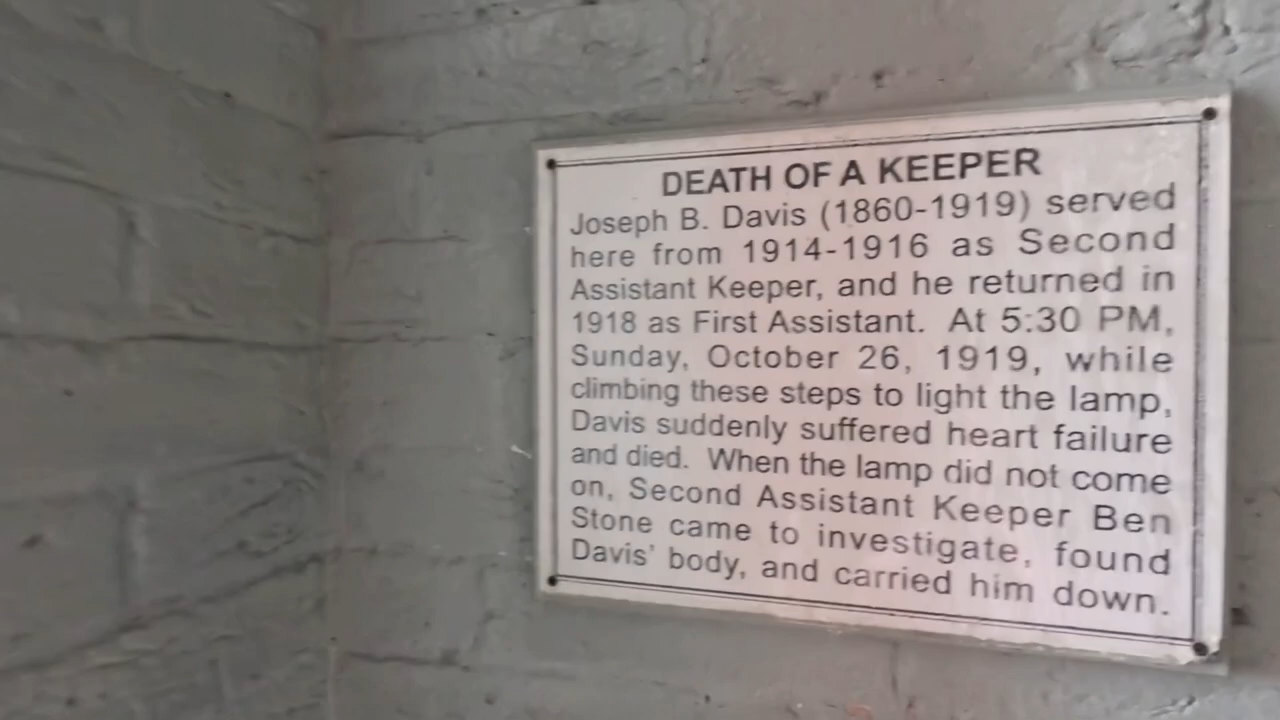 DEATH OF A KEEPER
Joseph B. Davis (1860-1919) served
here from 1914-1916 as Second
Assistant Keeper, and he returned in
1918 as First Assistant. At 5:30 PM,
Sunday, October 26, 1919, while
climbing these steps to light the lamp,
Davis suddenly suffered heart failure
and died. When the lamp did not come
on, Second Assistant Keeper Ben
Stone came to investigate, found
Davis' body, and carried him down.